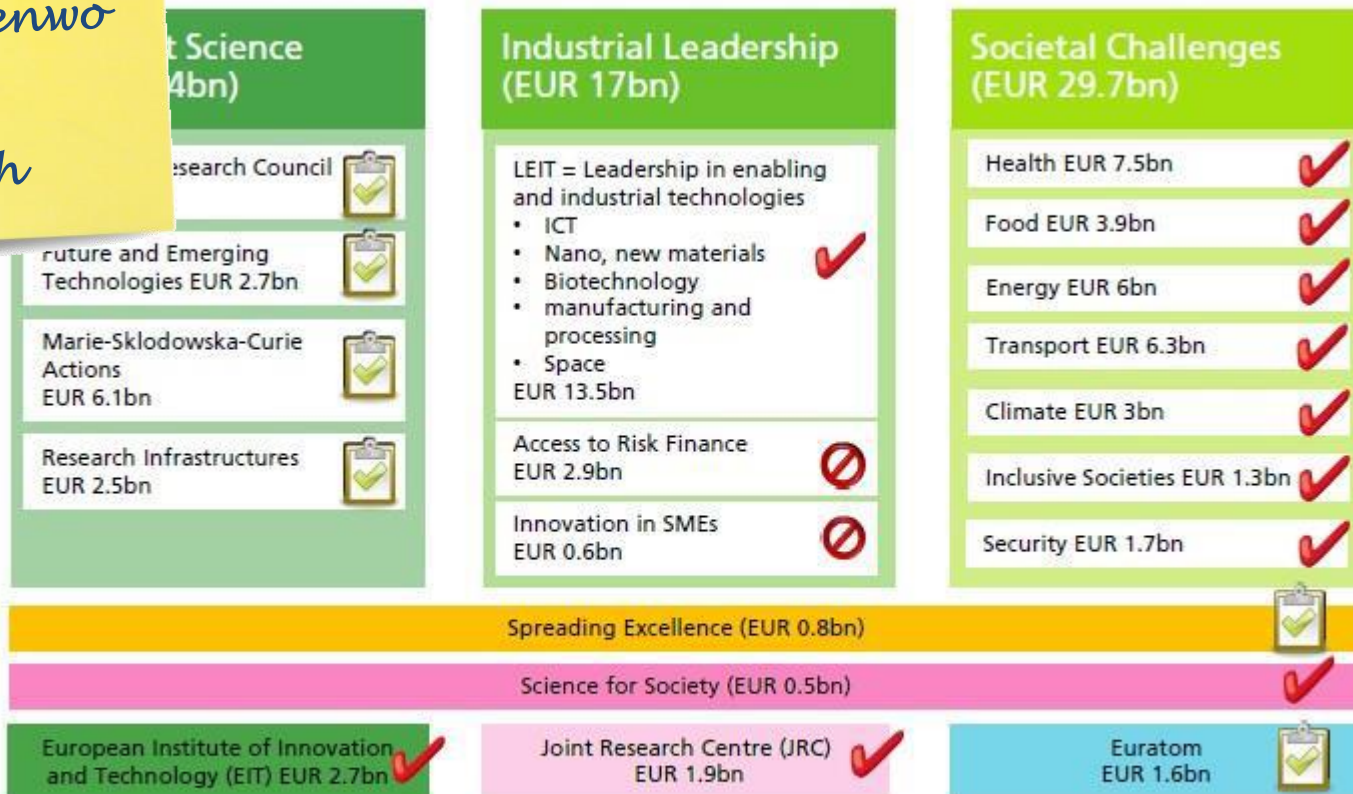 t Science
4bn)
esearch Council
Future and Emerging
Technologies EUR 2.7bn
Marie-Sklodowska-Curie
Actions
EUR 6.1bn
Research Infrastructures
EUR 2.5bn
Industrial Leadership
(EUR 17bn)
LEIT = Leadership in enabling
and industrial technologies
• ICT
• Nano, new materials
• Biotechnology
• manufacturing and
processing
• Space
EUR 13.5bn
Access to Risk Finance
EUR 2.9bn
Innovation in SMEs
EUR 0.6bn
Societal Challenges
(EUR 29.7bn)
Health EUR 7.5bn
Food EUR 3.9bn
Energy EUR 6bn
Transport EUR 6.3bn
Climate EUR 3bn
Inclusive Societies EUR 1.3bn
Security EUR 1.7bn
Spreading Excellence (EUR 0.8bn)
Science for Society (EUR 0.5bn)
European Institute of Innovation
and Technology (EIT) EUR 2.7bn
Joint Research Centre (JRC)
EUR 1.9bn
Euratom
EUR 1.6bn